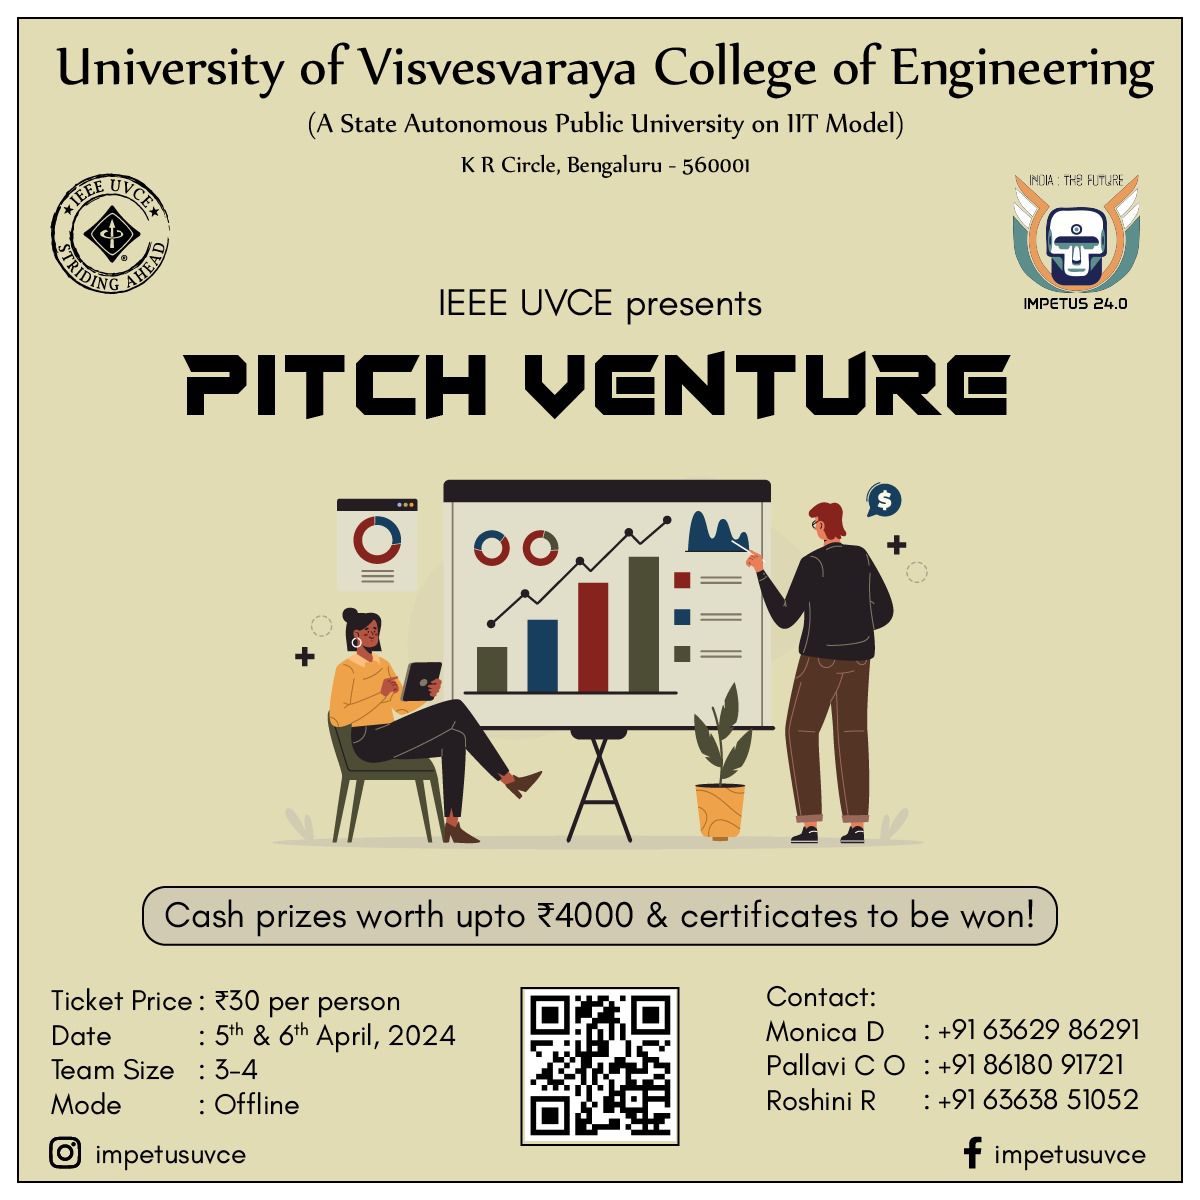 University of Visvesvaraya College of Engineering
(A State Autonomous Public University on IIT Model)
K R Circle, Bengaluru - 560001
IEEE UVCE
STRIDING AHEAD
INDIA : THE FUTURE
IMPETUS 24.0
IEEE UVCE presents
PITCH VENTURE
$
Cash prizes worth upto ₹4000 & certificates to be won!
Ticket Price : ₹30 per person
Date : 5th & 6th April, 2024
Team Size : 3-4
Mode : Offline
Contact:
Monica D : +91 63629 86291
Pallavi C O : +91 86180 91721
Roshini R : +91 63638 51052
impetusuvce
impetusuvce